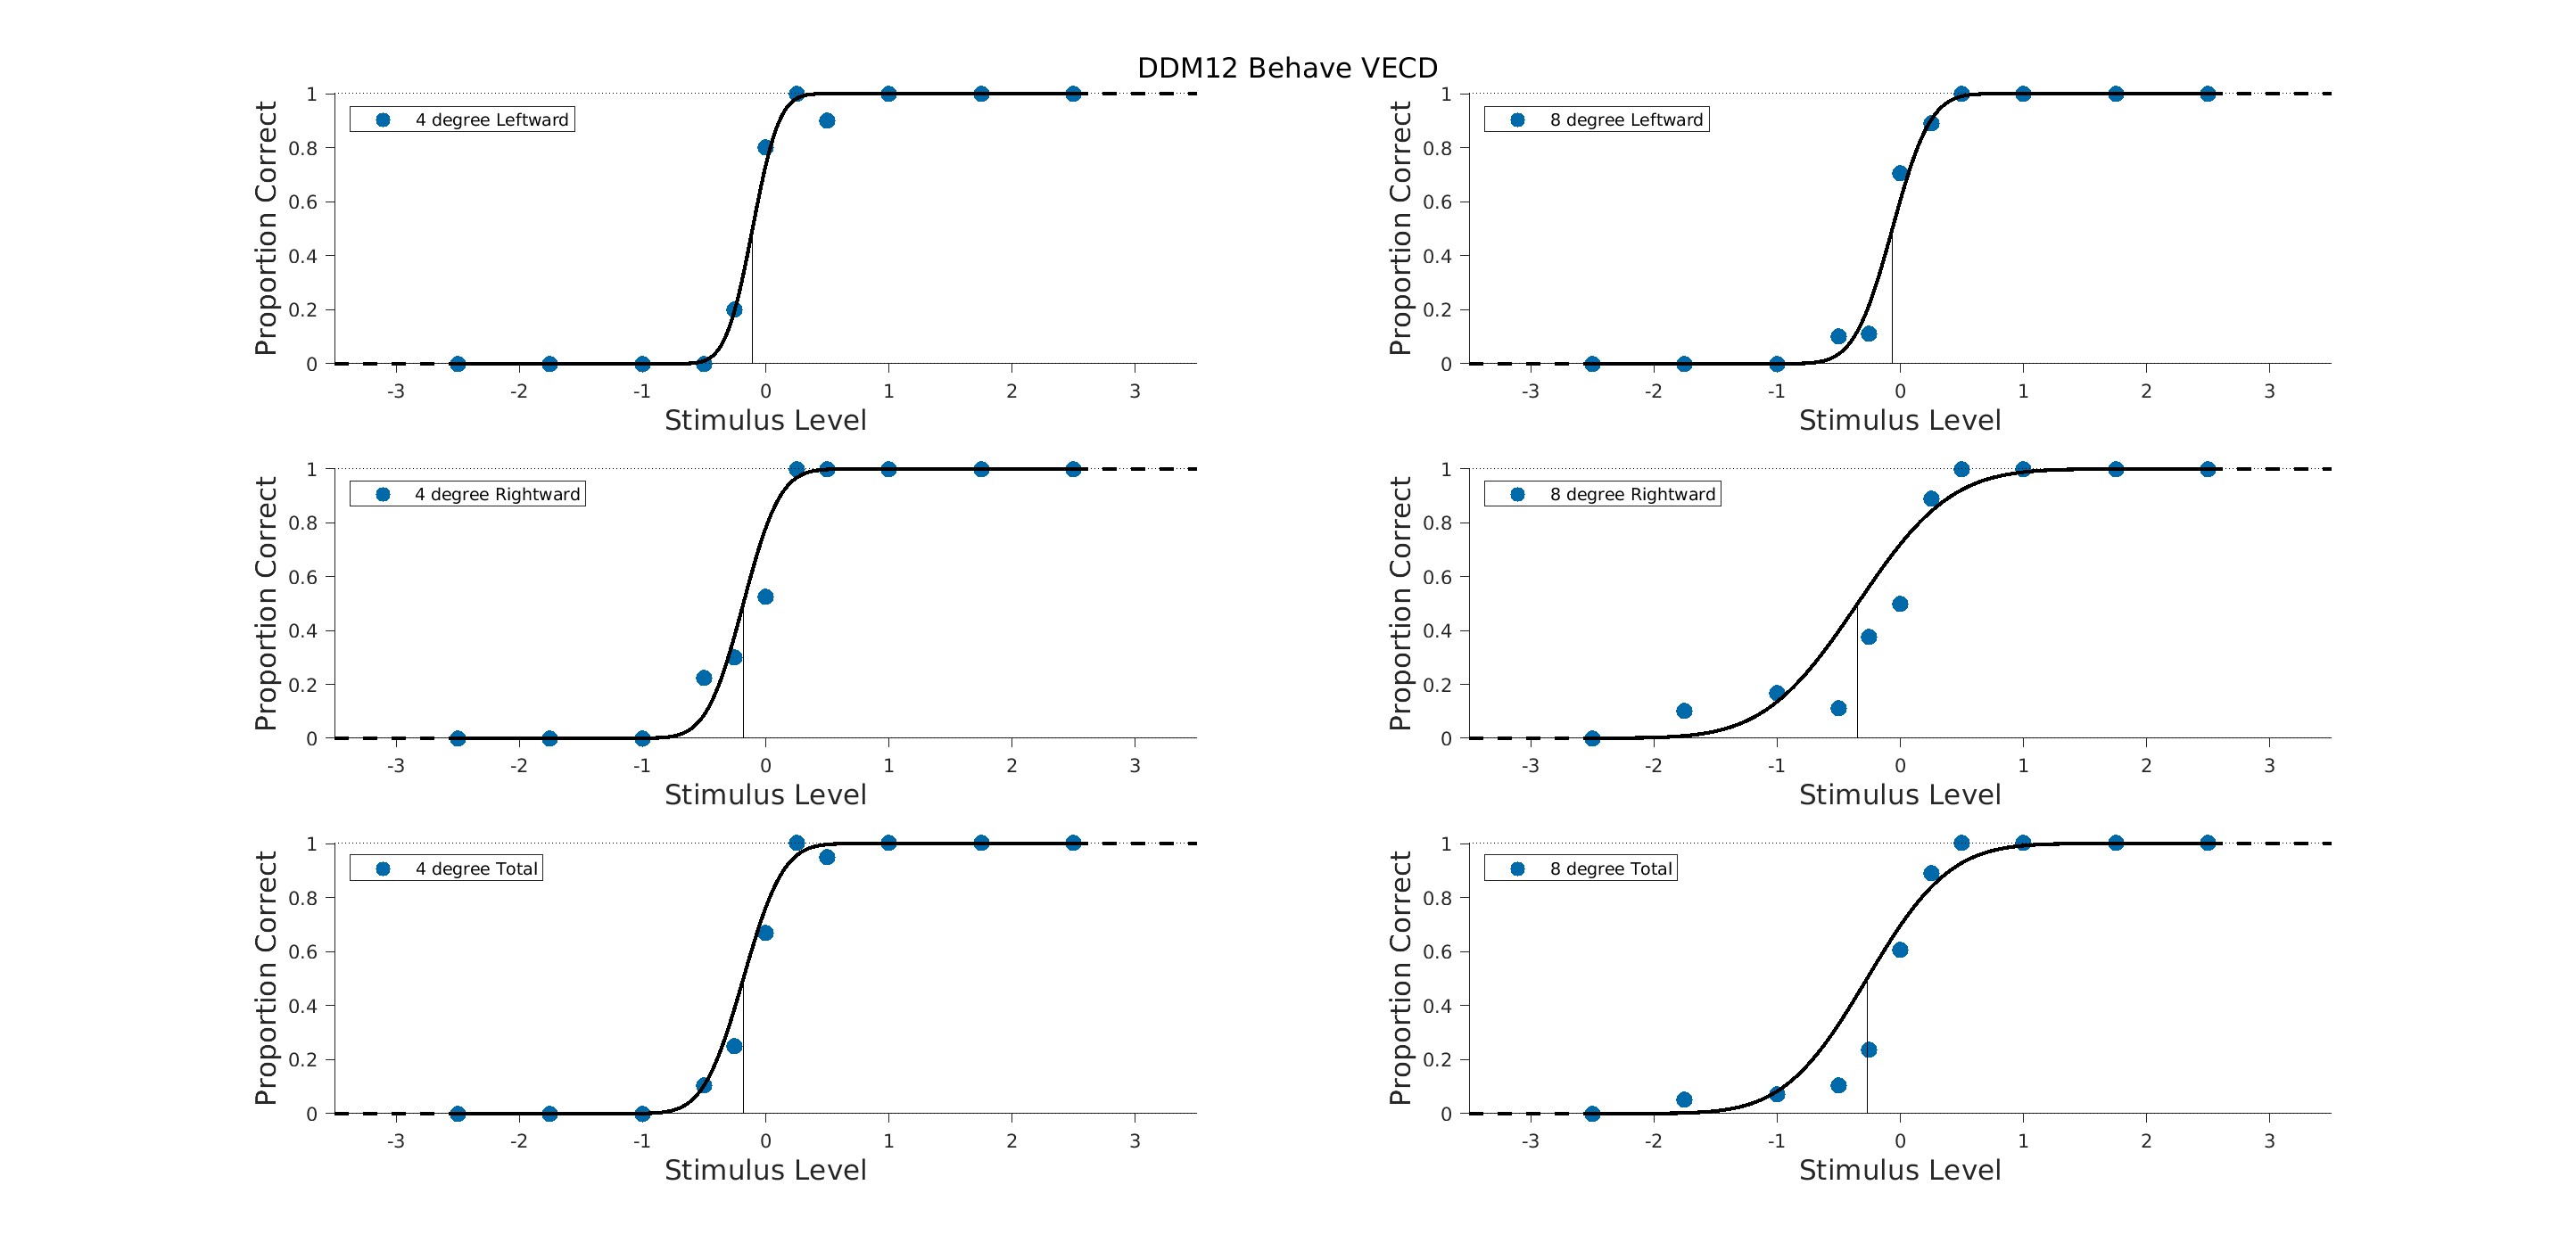 DDM12 Behave VECD
Proportion Correct
1
0.8
0.6
0.4
0.2
0
4 degree Leftward
-3 -2 -1 0 1 2 3
Stimulus Level
Proportion Correct
1
0.8
0.6
0.4
0.2
0
8 degree Leftward
-3 -2 -1 0 1 2 3
Stimulus Level
Proportion Correct
1
0.8
0.6
0.4
0.2
0
4 degree Rightward
-3 -2 -1 0 1 2 3
Stimulus Level
Proportion Correct
1
0.8
0.6
0.4
0.2
0
8 degree Rightward
-3 -2 -1 0 1 2 3
Stimulus Level
Proportion Correct
1
0.8
0.6
0.4
0.2
0
4 degree Total
-3 -2 -1 0 1 2 3
Stimulus Level
Proportion Correct
1
0.8
0.6
0.4
0.2
0
8 degree Total
-3 -2 -1 0 1 2 3
Stimulus Level